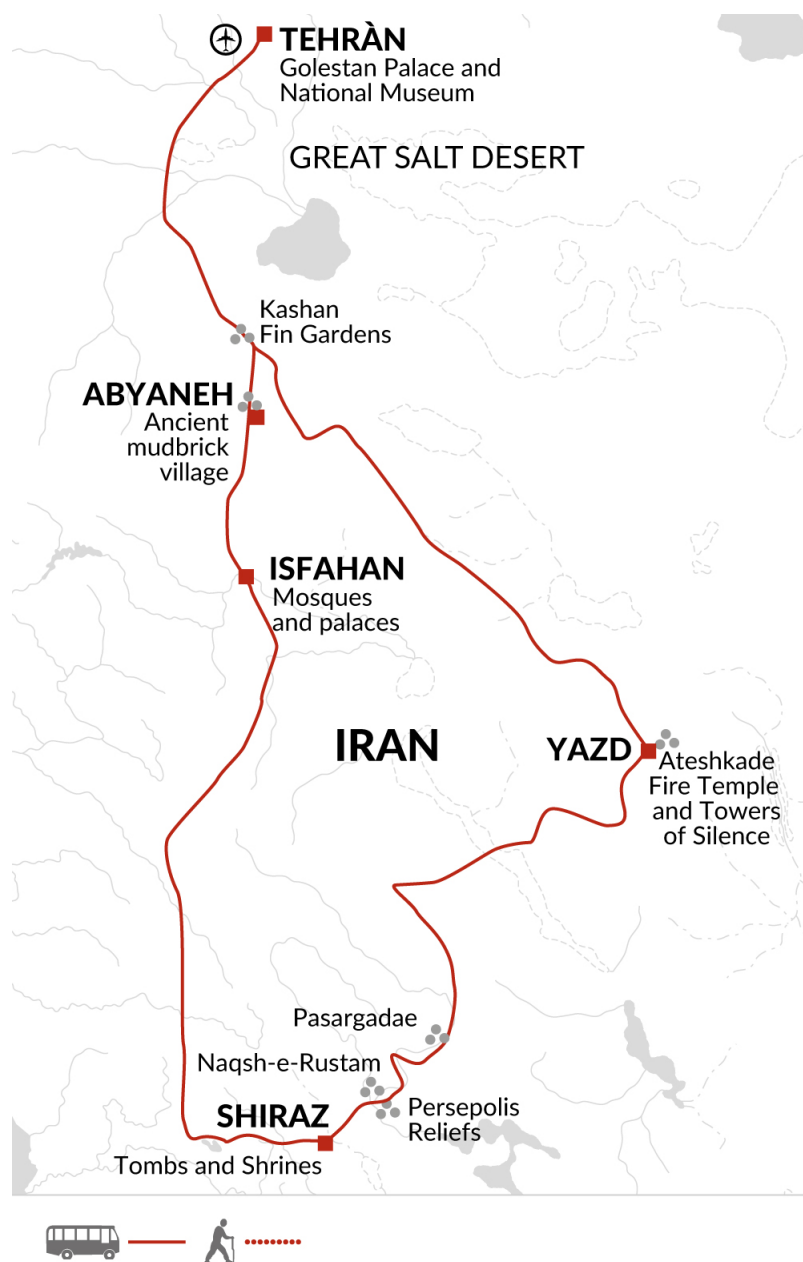 TEHRÀN
Golestan Palace and
National Museum
GREAT SALT DESERT
Kashan
Fin Gardens
ABYANEH
Ancient
mudbrick
village
ISFAHAN
Mosques
and palaces
IRAN
YAZD
Ateshkade
Fire Temple
and Towers
of Silence
Pasargadae
Naqsh-e-Rustam
SHIRAZ
Persepolis
Reliefs
Tombs and Shrines